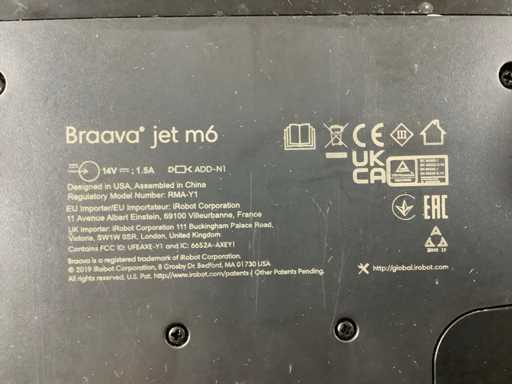 Braava® jet m6
14V ⎓ ; 1.5A ADD-N1
Designed in USA, Assembled in China
Regulatory Model Number: RMA-Y1
EU Importer/EU Importateur: iRobot Corporation
11 Avenue Albert Einstein, 69100 Villeurbanne, France
UK Importer: iRobot Corporation 111 Buckingham Palace Road,
Victoria, SW1W 0SR, London, United Kingdom
Contains FCC ID: UFEAXE-Y1 and IC: 6652A-AXEY1
Braava is a registered trademark of iRobot Corporation.
© 2019 iRobot Corporation, 8 Crosby Dr. Bedford, MA 01730 USA
All rights reserved. U.S. Pat. http://www.irobot.com/patents | Other Patents Pending.
CE
III
UK
CA
EAC
http://global.irobot.com